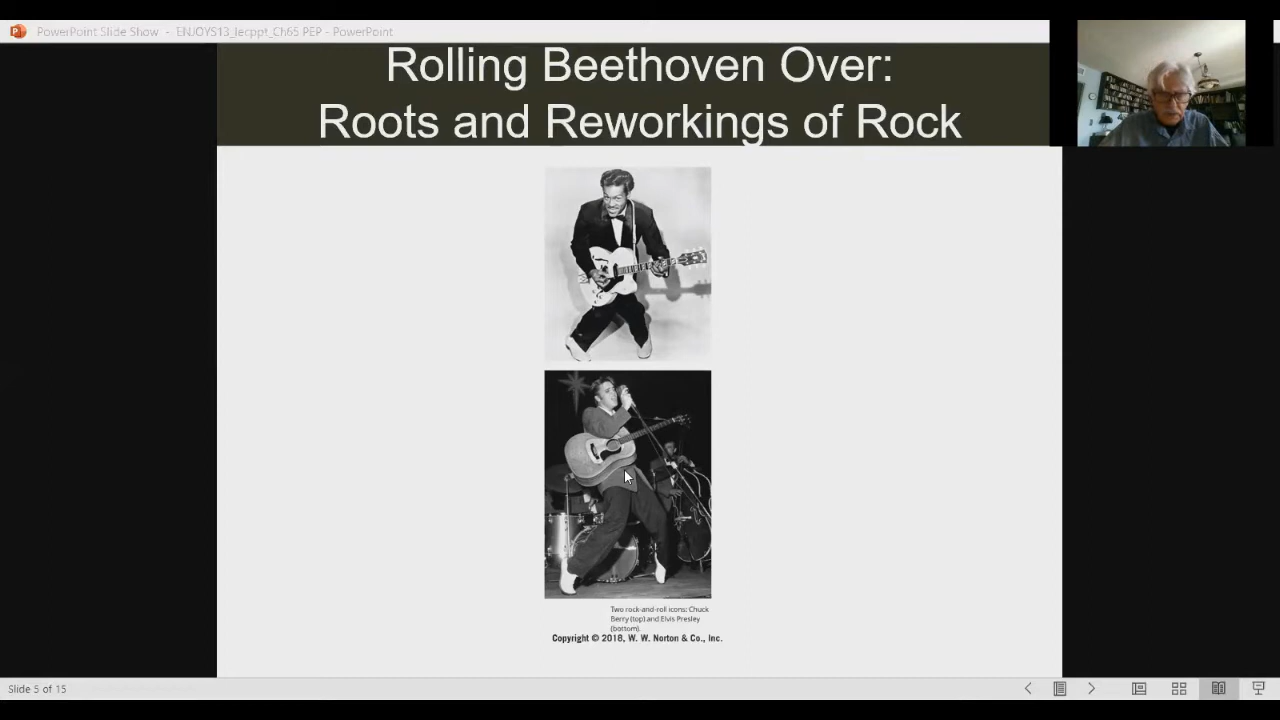 PowerPoint Slide Show - ENJOYS13_lecppt_Ch65 PEP - PowerPoint
Rolling Beethoven Over:
Roots and Reworkings of Rock
Two rock-and-roll icons: Chuck
Berry (top) and Elvis Presley
(bottom).
Copyright © 2018, W. W. Norton & Co., Inc.
Slide 5 of 15